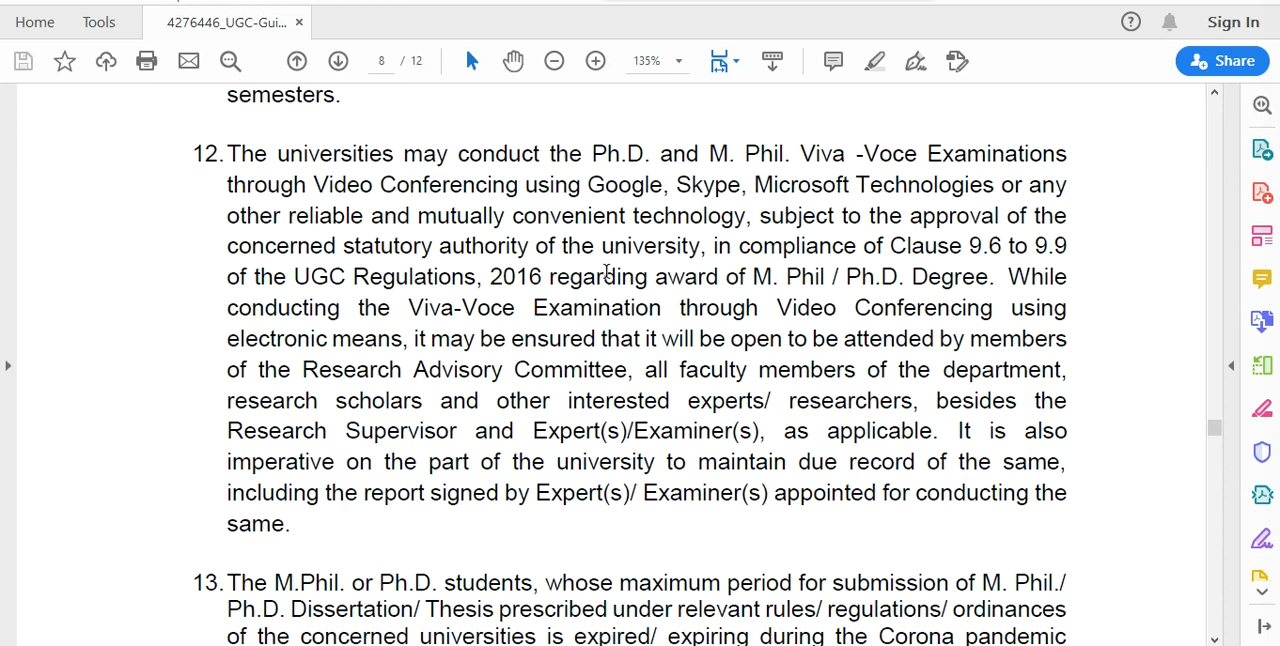 Home Tools 4276446_UGC-Gui... × ? Sign In
8 / 12 135% Share
semesters.
12. The universities may conduct the Ph.D. and M. Phil. Viva -Voce Examinations
through Video Conferencing using Google, Skype, Microsoft Technologies or any
other reliable and mutually convenient technology, subject to the approval of the
concerned statutory authority of the university, in compliance of Clause 9.6 to 9.9
of the UGC Regulations, 2016 regarding award of M. Phil / Ph.D. Degree. While
conducting the Viva-Voce Examination through Video Conferencing using
electronic means, it may be ensured that it will be open to be attended by members
of the Research Advisory Committee, all faculty members of the department,
research scholars and other interested experts/ researchers, besides the
Research Supervisor and Expert(s)/Examiner(s), as applicable. It is also
imperative on the part of the university to maintain due record of the same,
including the report signed by Expert(s)/ Examiner(s) appointed for conducting the
same.
13. The M.Phil. or Ph.D. students, whose maximum period for submission of M. Phil./
Ph.D. Dissertation/ Thesis prescribed under relevant rules/ regulations/ ordinances
of the concerned universities is expired/ expiring during the Corona pandemic